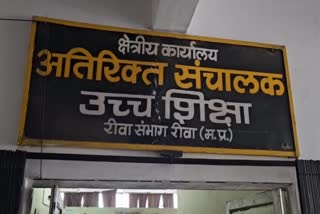 क्षेत्रीय कार्यालय
अतिरिक्त संचालक
उच्च शिक्षा
रीवा संभाग रीवा (म.प्र.)